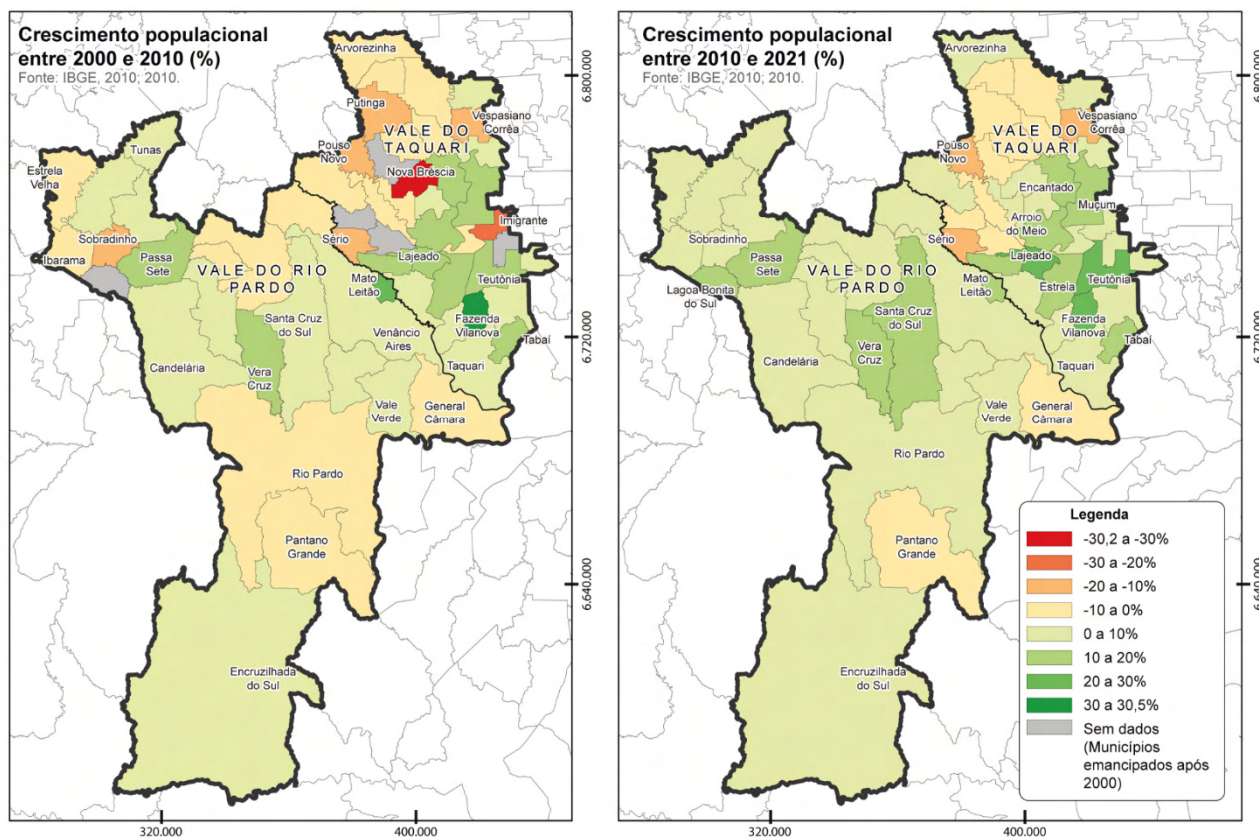 Crescimento populacional
entre 2000 e 2010 (%)
Fonte: IBGE, 2010; 2010.
Arvorezinha
Putinga
Vespasiano
Corrêa
VALE DO
TAQUARI
Pouso
Novo
Nova Bréscia
Tunas
Estrela
Velha
Imigrante
Sobradinho
Sério
Ibarama
Passa
Sete
Lajeado
VALE DO RIO
PARDO
Mato
Leitão
Teutônia
Santa Cruz
do Sul
Fazenda
Vilanova
Venâncio
Aires
Tabaí
Candelária
Vera
Cruz
Taquari
Vale
Verde
General
Câmara
Rio Pardo
Pantano
Grande
Encruzilhada
do Sul
6.800.000
6.720.000
6.640.000
320.000
400.000
Crescimento populacional
entre 2010 e 2021 (%)
Fonte: IBGE, 2010; 2010.
Arvorezinha
Vespasiano
Corrêa
VALE DO
TAQUARI
Pouso
Novo
Encantado
Muçum
Arroio
do Meio
Sobradinho
Sério
Passa
Sete
Lajeado
VALE DO RIO
PARDO
Teutônia
Lagoa Bonita
do Sul
Mato
Leitão
Estrela
Santa Cruz
do Sul
Fazenda
Vilanova
Tabaí
Vera
Cruz
Candelária
Taquari
Vale
Verde
General
Câmara
Rio Pardo
Pantano
Grande
Encruzilhada
do Sul
6.800.000
6.720.000
6.640.000
320.000
400.000
Legenda
-30,2 a -30%
-30 a -20%
-20 a -10%
-10 a 0%
0 a 10%
10 a 20%
20 a 30%
30 a 30,5%
Sem dados
(Municípios
emancipados após
2000)